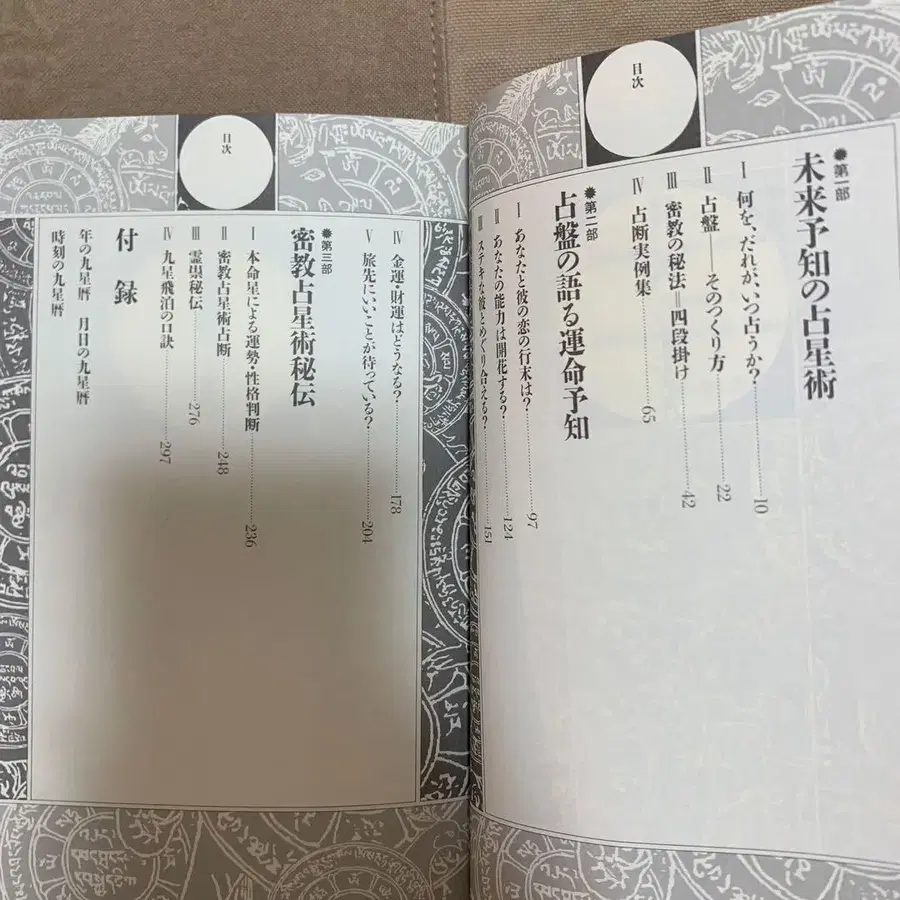 目次
第一部
未来予知の占星術
Ⅰ 何を、だれが、いつ占うか?……10
Ⅱ 占盤――そのつくり方……22
Ⅲ 密教の秘法=四段掛け……42
Ⅳ 占断実例集……65
第二部
占盤の語る運命予知
Ⅰ あなたと彼の恋の行末は?……97
Ⅱ あなたの能力は開花する?……124
Ⅲ ステキな彼とめぐり合える?……151
目次
Ⅳ 金運・財運はどうなる?……178
Ⅴ 旅先にいいことが待っている?……204
第三部
密教占星術秘伝
Ⅰ 本命星による運勢・性格判断……236
Ⅱ 密教占星術占断……248
Ⅲ 霊祟秘伝……276
Ⅳ 九星飛泊の口訣……297
付録
年の九星暦 月日の九星暦
時刻の九星暦